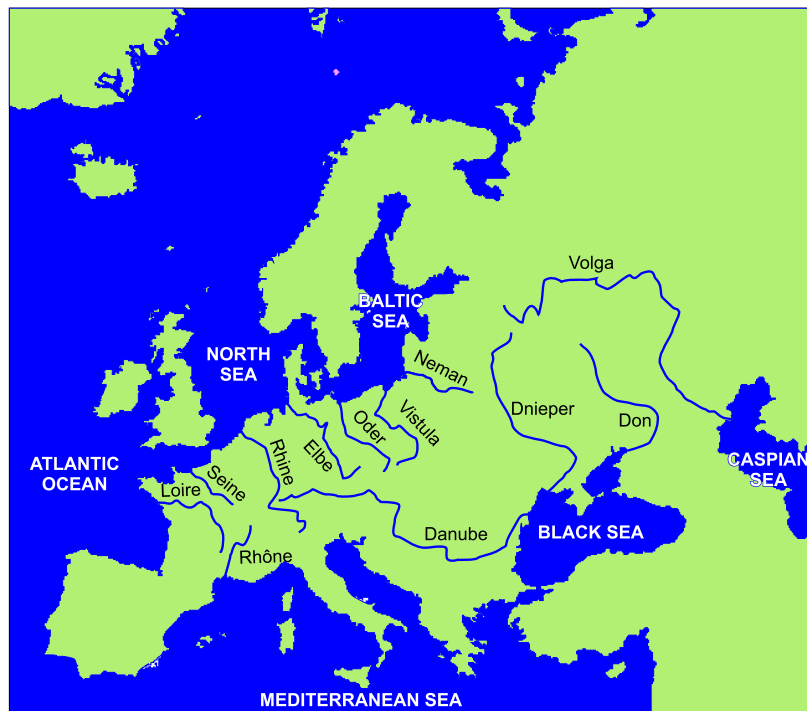 Volga
BALTIC
SEA
NORTH
SEA
Neman
Dnieper
Don
Vistula
Oder
Elbe
Rhine
Seine
Loire
ATLANTIC
OCEAN
CASPIAN
SEA
Danube
BLACK SEA
Rhône
MEDITERRANEAN SEA